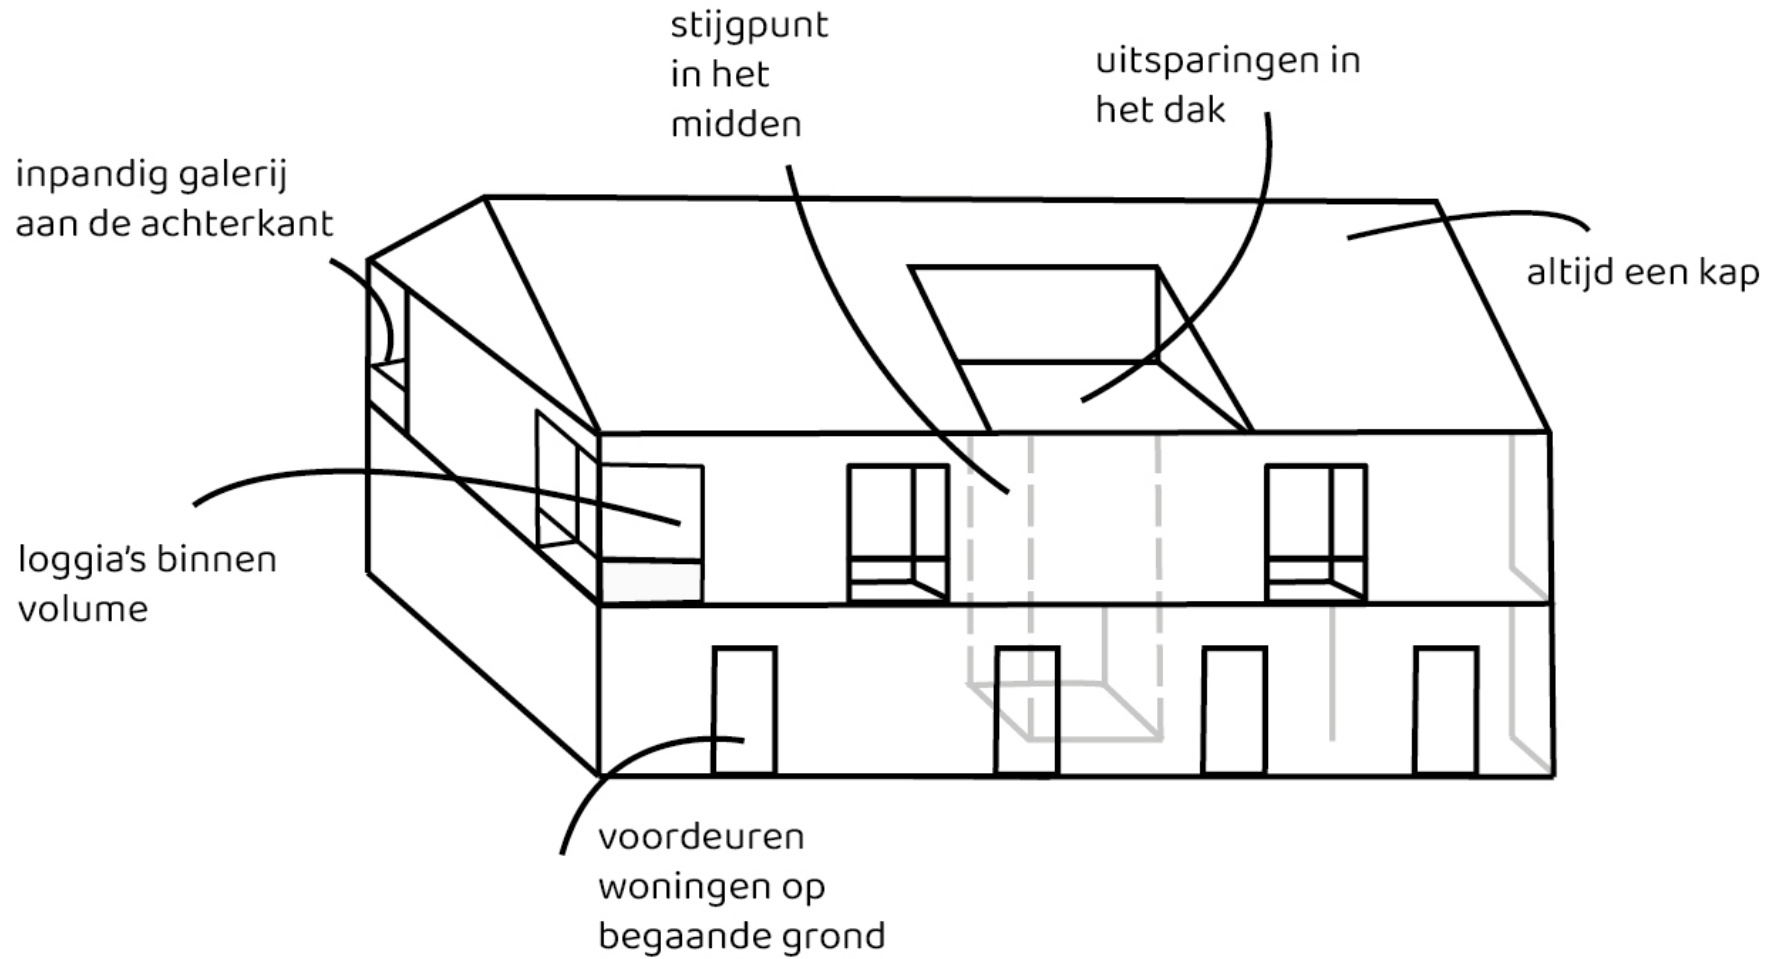 stijgpunt
in het
midden
uitsparingen in
het dak
inpandig galerij
aan de achterkant
altijd een kap
loggia's binnen
volume
voordeuren
woningen op
begaande grond